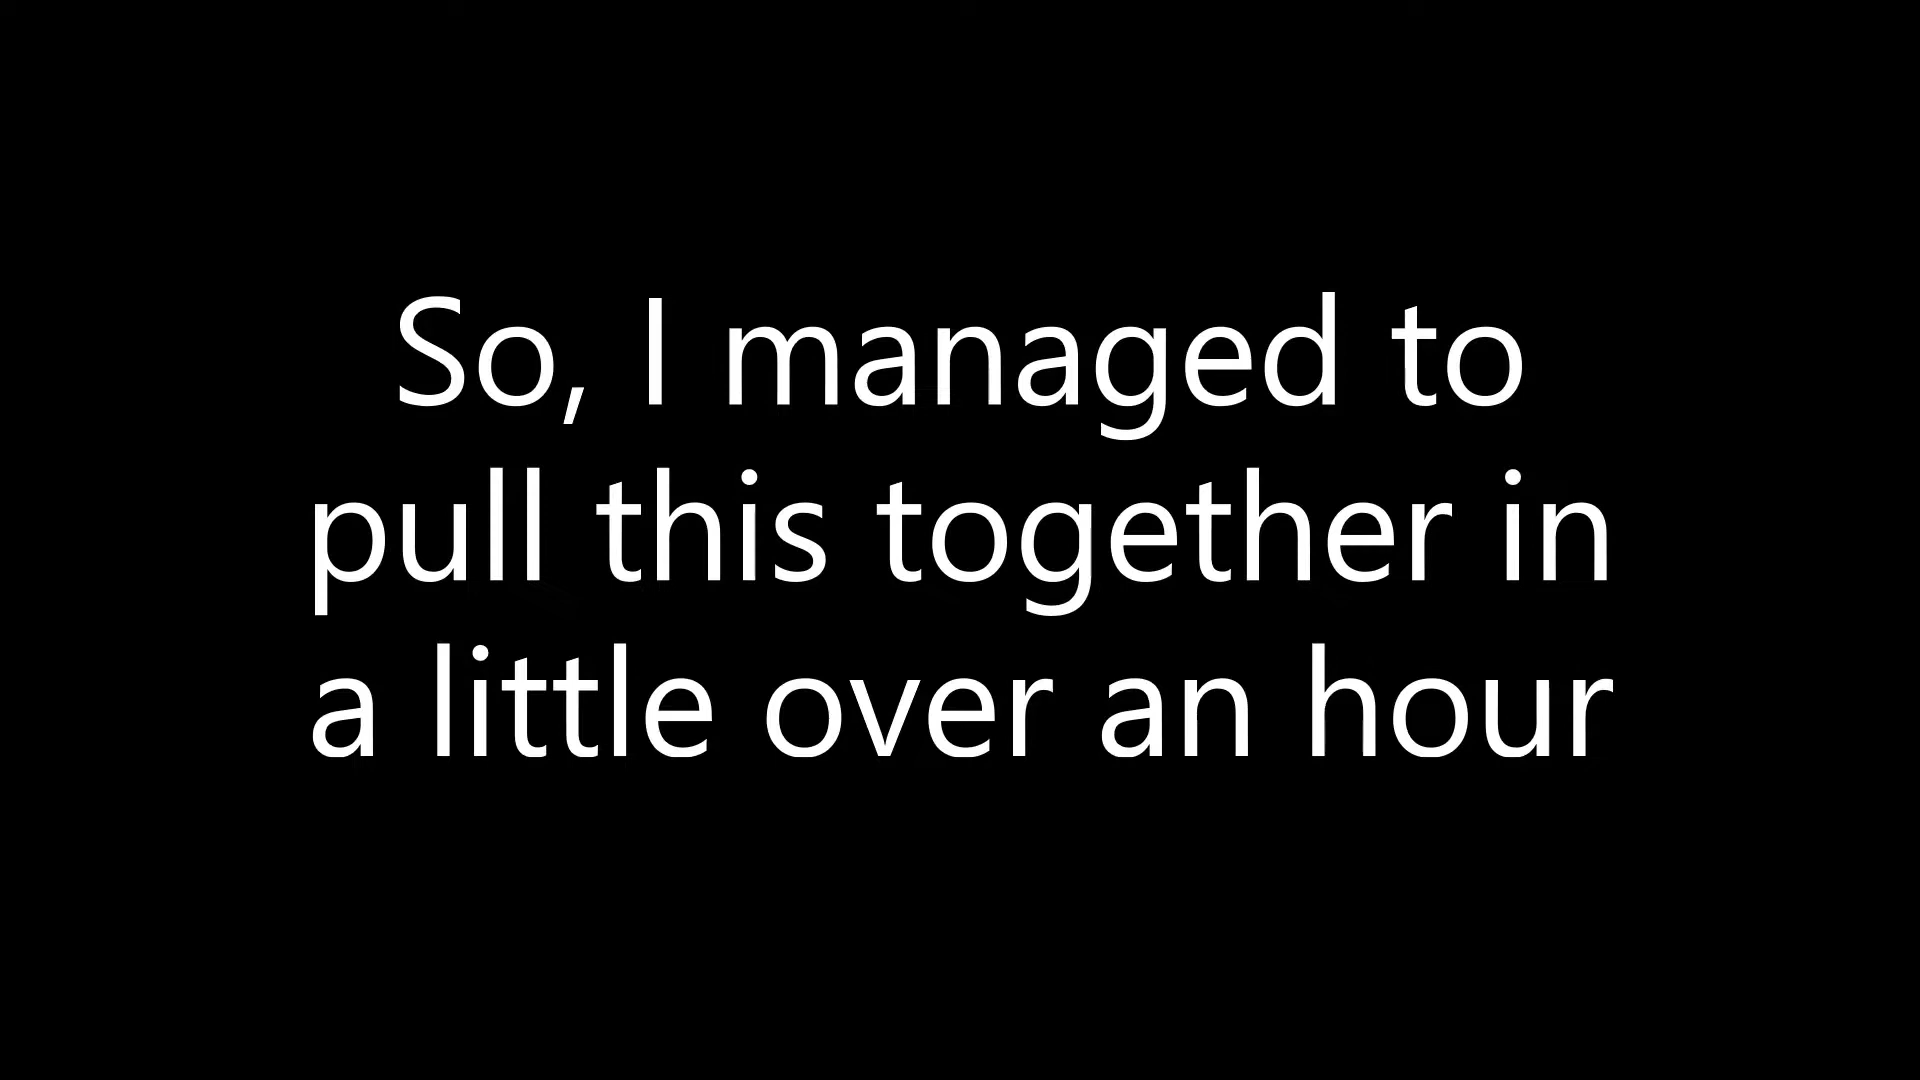 So, I managed to
pull this together in
a little over an hour